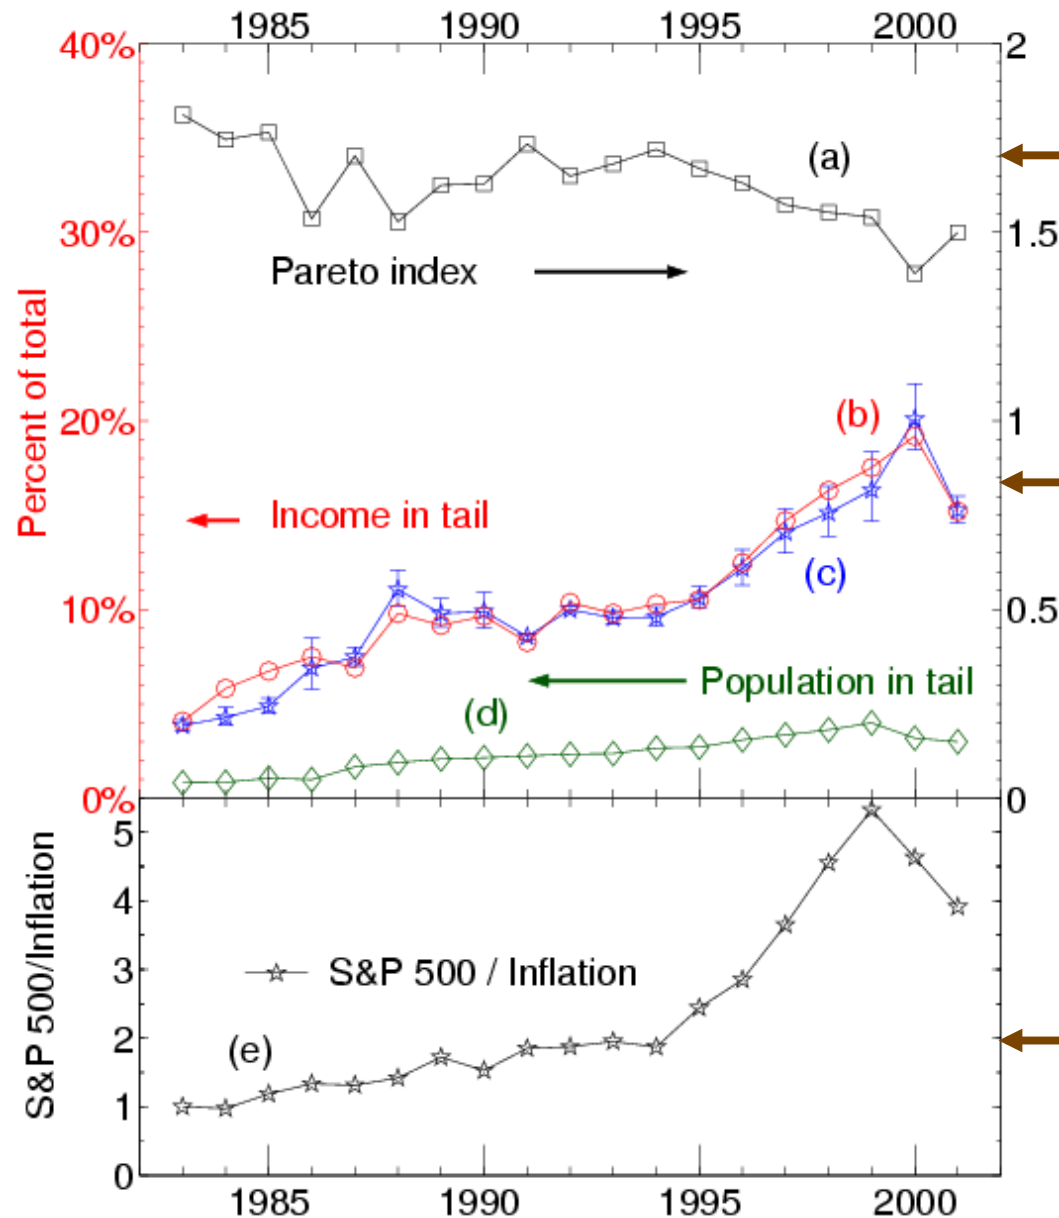 1985 1990 1995 2000
40% 2
(a)
30% 1.5
Pareto index
Percent of total
20% (b) 1
Income in tail
(c)
10% 0.5
Population in tail
(d)
0% 0
S&P 500/Inflation
5
4
3
S&P 500 / Inflation
2
(e)
1
0
1985 1990 1995 2000